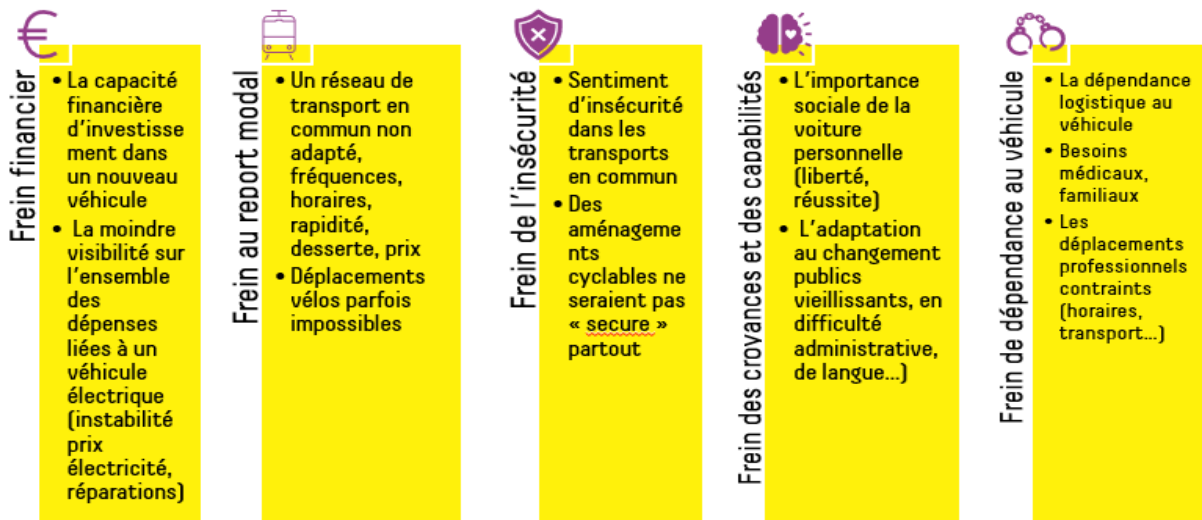 Frein financier
• La capacité
financière
d'investisse
ment dans
un nouveau
véhicule
• La moindre
visibilité sur
l'ensemble
des
dépenses
liées à un
véhicule
électrique
(instabilité
prix
électricité,
réparations)
Frein au report modal
• Un réseau de
transport en
commun non
adapté,
fréquences,
horaires,
rapidité,
desserte, prix
• Déplacements
vélos parfois
impossibles
Frein de l'insécurité
• Sentiment
d'insécurité
dans les
transports
en commun
• Des
aménageme
nts
cyclables ne
seraient pas
« secure »
partout
Frein des croyances et des capabilités
• L'importance
sociale de la
voiture
personnelle
(liberté,
réussite)
• L'adaptation
au changement
publics
vieillissants, en
difficulté
administrative,
de langue...)
Frein de dépendance au véhicule
• La dépendance
logistique au
véhicule
• Besoins
médicaux,
familiaux
• Les
déplacements
professionnels
contraints
(horaires,
transport...)